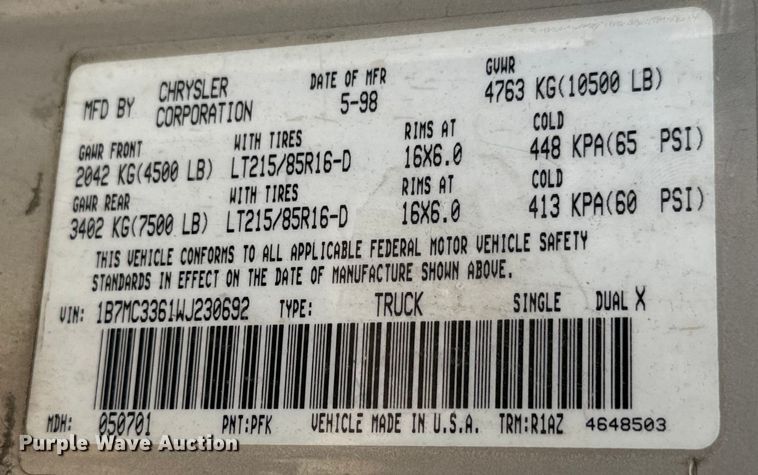 MFD BY CHRYSLER CORPORATION DATE OF MFR 5-98 GVWR 4763 KG(10500 LB)
GAWR FRONT WITH TIRES RIMS AT COLD
2042 KG(4500 LB) LT215/85R16-D 16X6.0 448 KPA(65 PSI)
GAWR REAR WITH TIRES RIMS AT COLD
3402 KG(7500 LB) LT215/85R16-D 16X6.0 413 KPA(60 PSI)
THIS VEHICLE CONFORMS TO ALL APPLICABLE FEDERAL MOTOR VEHICLE SAFETY
STANDARDS IN EFFECT ON THE DATE OF MANUFACTURE SHOWN ABOVE.
VIN: 1B7MC3361WJ230692 TYPE: TRUCK SINGLE DUAL X
MDH: 050701 PNT:PFK VEHICLE MADE IN U.S.A. TRM:R1AZ 4648503
Purple Wave Auction